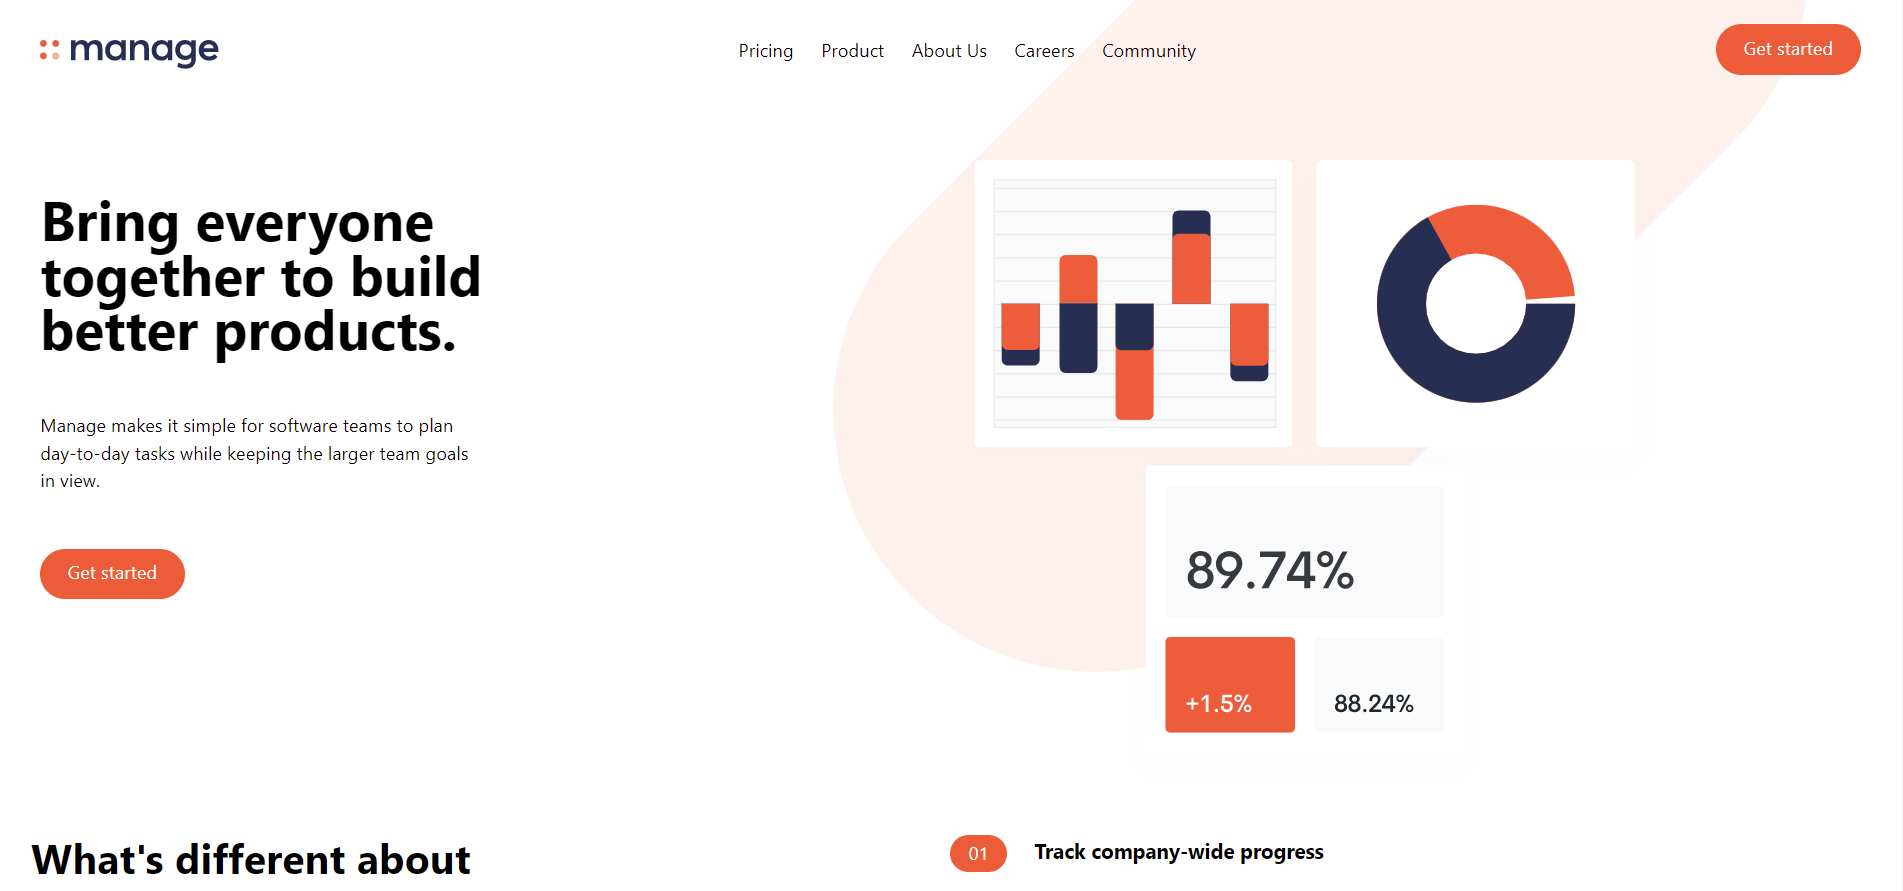 manage
Pricing Product About Us Careers Community
Get started
Bring everyone
together to build
better products.
Manage makes it simple for software teams to plan
day-to-day tasks while keeping the larger team goals
in view.
Get started
89.74%
+1.5%
88.24%
What's different about
01 Track company-wide progress